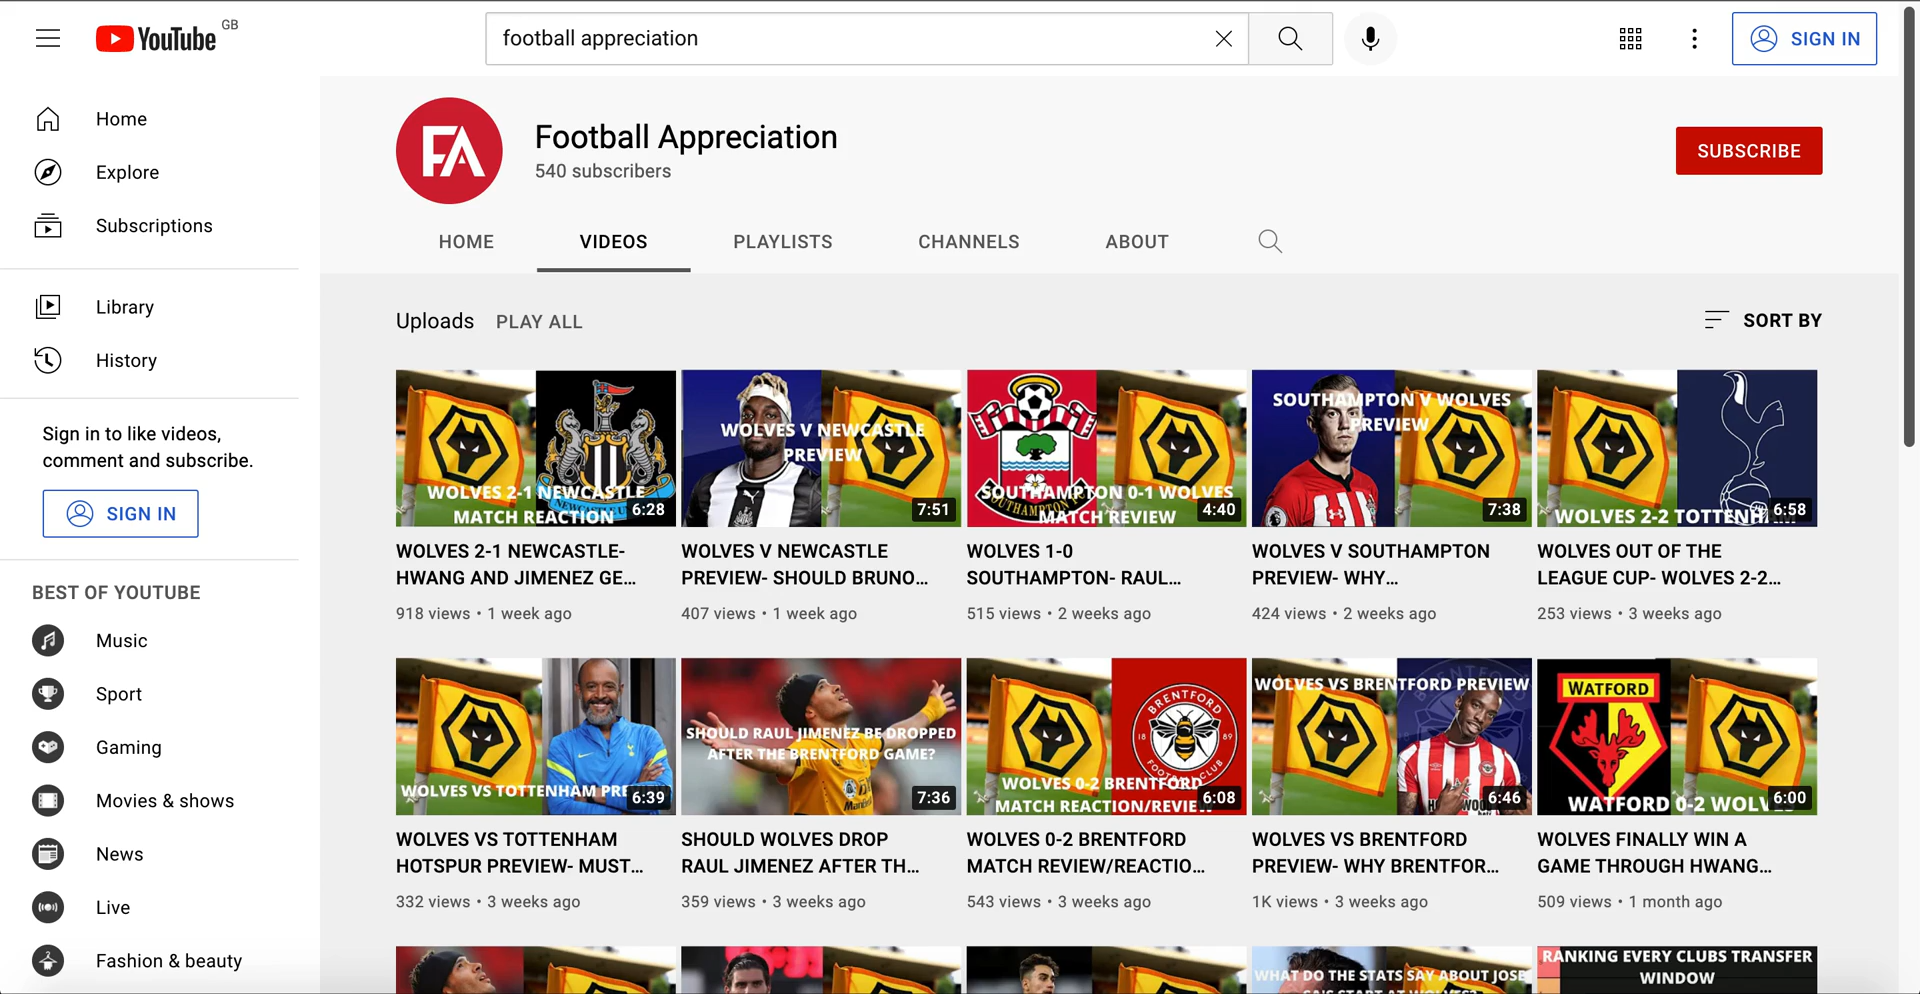 YouTube GB
football appreciation
SIGN IN
Home
Explore
Subscriptions
Library
History
Sign in to like videos,
comment and subscribe.
SIGN IN
BEST OF YOUTUBE
Music
Sport
Gaming
Movies & shows
News
Live
Fashion & beauty
FA
Football Appreciation
540 subscribers
SUBSCRIBE
HOME
VIDEOS
PLAYLISTS
CHANNELS
ABOUT
Uploads
PLAY ALL
SORT BY
WOLVES 2-1 NEWCASTLE
MATCH REACTION
6:28
WOLVES 2-1 NEWCASTLE-
HWANG AND JIMENEZ GE...
918 views • 1 week ago
WOLVES V NEWCASTLE
PREVIEW
7:51
WOLVES V NEWCASTLE
PREVIEW- SHOULD BRUNO...
407 views • 1 week ago
SOUTHAMPTON 0-1 WOLVES
MATCH REVIEW
4:40
WOLVES 1-0
SOUTHAMPTON- RAUL...
515 views • 2 weeks ago
SOUTHAMPTON V WOLVES
PREVIEW
7:38
WOLVES V SOUTHAMPTON
PREVIEW- WHY...
424 views • 2 weeks ago
WOLVES 2-2
6:58
WOLVES OUT OF THE
LEAGUE CUP- WOLVES 2-2...
253 views • 3 weeks ago
WOLVES VS TOTTENHAM
6:39
WOLVES VS TOTTENHAM
HOTSPUR PREVIEW- MUST...
332 views • 3 weeks ago
SHOULD RAUL JIMENEZ BE DROPPED
AFTER THE BRENTFORD GAME?
7:36
SHOULD WOLVES DROP
RAUL JIMENEZ AFTER TH...
359 views • 3 weeks ago
BRENTFORD
18 89
FOOTBALL CLUB
WOLVES 0-2 BRENTFORD
MATCH REACTION/REVIEW
6:08
WOLVES 0-2 BRENTFORD
MATCH REVIEW/REACTIO...
543 views • 3 weeks ago
WOLVES VS BRENTFORD PREVIEW
6:46
WOLVES VS BRENTFORD
PREVIEW- WHY BRENTFOR...
1K views • 3 weeks ago
WATFORD
WATFORD 0-2
6:00
WOLVES FINALLY WIN A
GAME THROUGH HWANG...
509 views • 1 month ago
WHAT DO THE STATS SAY ABOUT JOSE
RANKING EVERY CLUBS TRANSFER
WINDOW